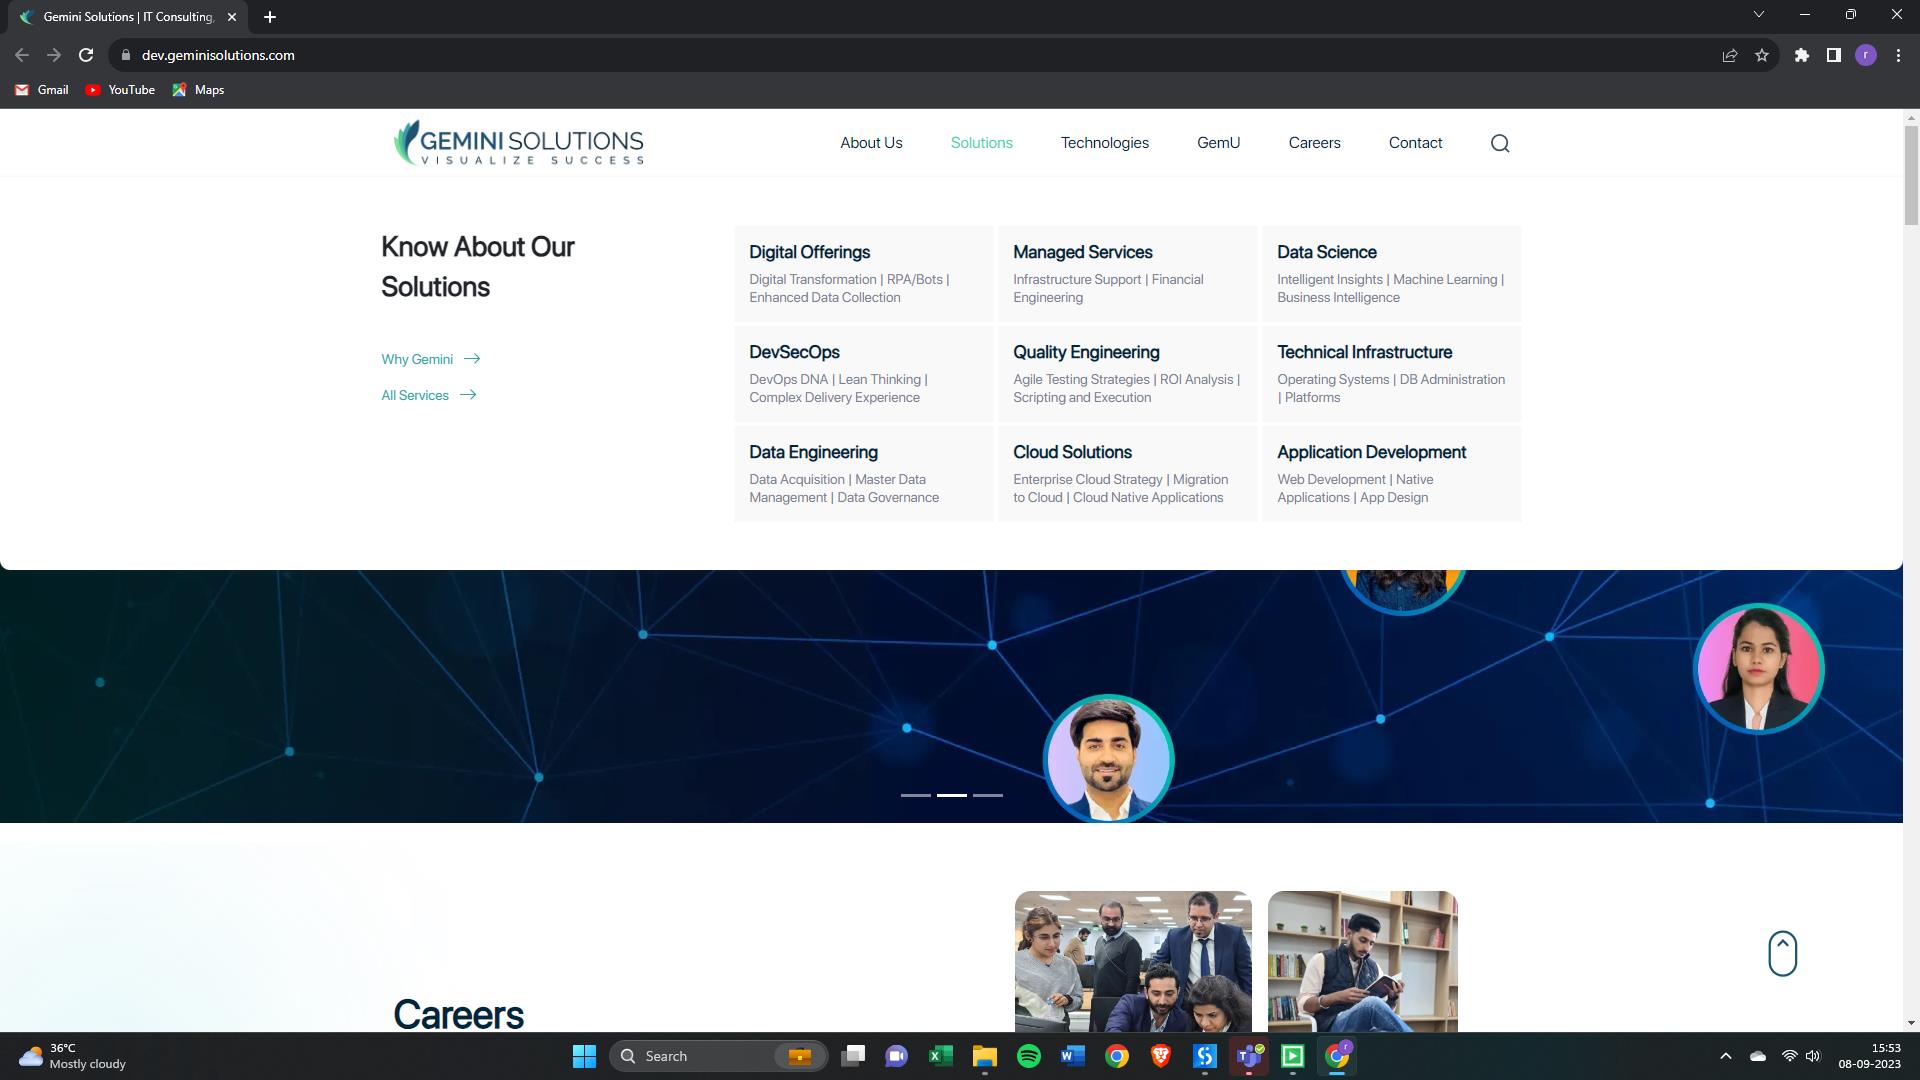 Gemini Solutions | IT Consulting,
dev.geminisolutions.com
r
Gmail
YouTube
Maps
GEMINI SOLUTIONS
VISUALIZE SUCCESS
About Us
Solutions
Technologies
GemU
Careers
Contact
Know About Our
Solutions
Why Gemini
All Services
Digital Offerings
Digital Transformation | RPA/Bots |
Enhanced Data Collection
Managed Services
Infrastructure Support | Financial
Engineering
Data Science
Intelligent Insights | Machine Learning |
Business Intelligence
DevSecOps
DevOps DNA | Lean Thinking |
Complex Delivery Experience
Quality Engineering
Agile Testing Strategies | ROI Analysis |
Scripting and Execution
Technical Infrastructure
Operating Systems | DB Administration
| Platforms
Data Engineering
Data Acquisition | Master Data
Management | Data Governance
Cloud Solutions
Enterprise Cloud Strategy | Migration
to Cloud | Cloud Native Applications
Application Development
Web Development | Native
Applications | App Design
Careers
36°C
Mostly cloudy
Search
15:53
08-09-2023